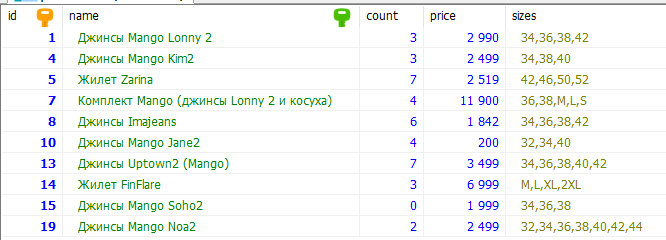 id name count price sizes
1 Джинсы Mango Lonny 2 3 2 990 34,36,38,42
4 Джинсы Mango Kim2 3 2 499 34,38,40
5 Жилет Zarina 7 2 519 42,46,50,52
7 Комплект Mango (джинсы Lonny 2 и косуха) 4 11 900 36,38,M,L,S
8 Джинсы Imajeans 6 1 842 34,36,38,42
10 Джинсы Mango Jane2 4 200 32,34,40
13 Джинсы Uptown2 (Mango) 7 3 499 34,36,38,40,42
14 Жилет FinFlare 3 6 999 M,L,XL,2XL
15 Джинсы Mango Soho2 0 1 999 34,36,38
19 Джинсы Mango Noa2 2 2 499 32,34,36,38,40,42,44